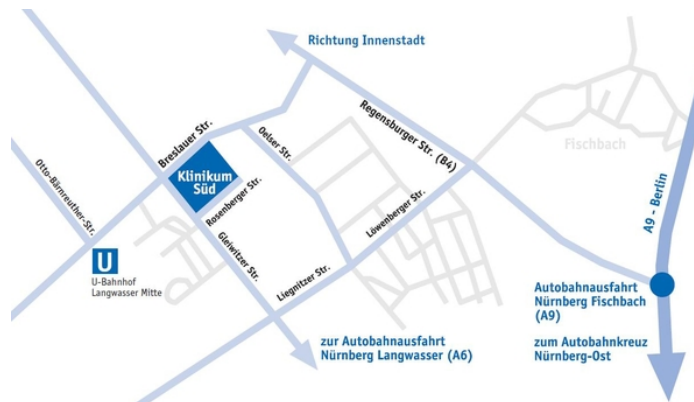 Richtung Innenstadt
Breslauer Str.
Oelser Str.
Regensburger Str. (B4)
Fischbach
Klinikum
Süd
Otto-Bärnreuther-Str.
Rosenberger Str.
Löwenberger Str.
A9 - Berlin
Gleiwitzer Str.
U
U-Bahnhof
Langwasser Mitte
Liegnitzer Str.
Autobahnausfahrt
Nürnberg Fischbach
(A9)
zur Autobahnausfahrt
Nürnberg Langwasser (A6)
zum Autobahnkreuz
Nürnberg-Ost